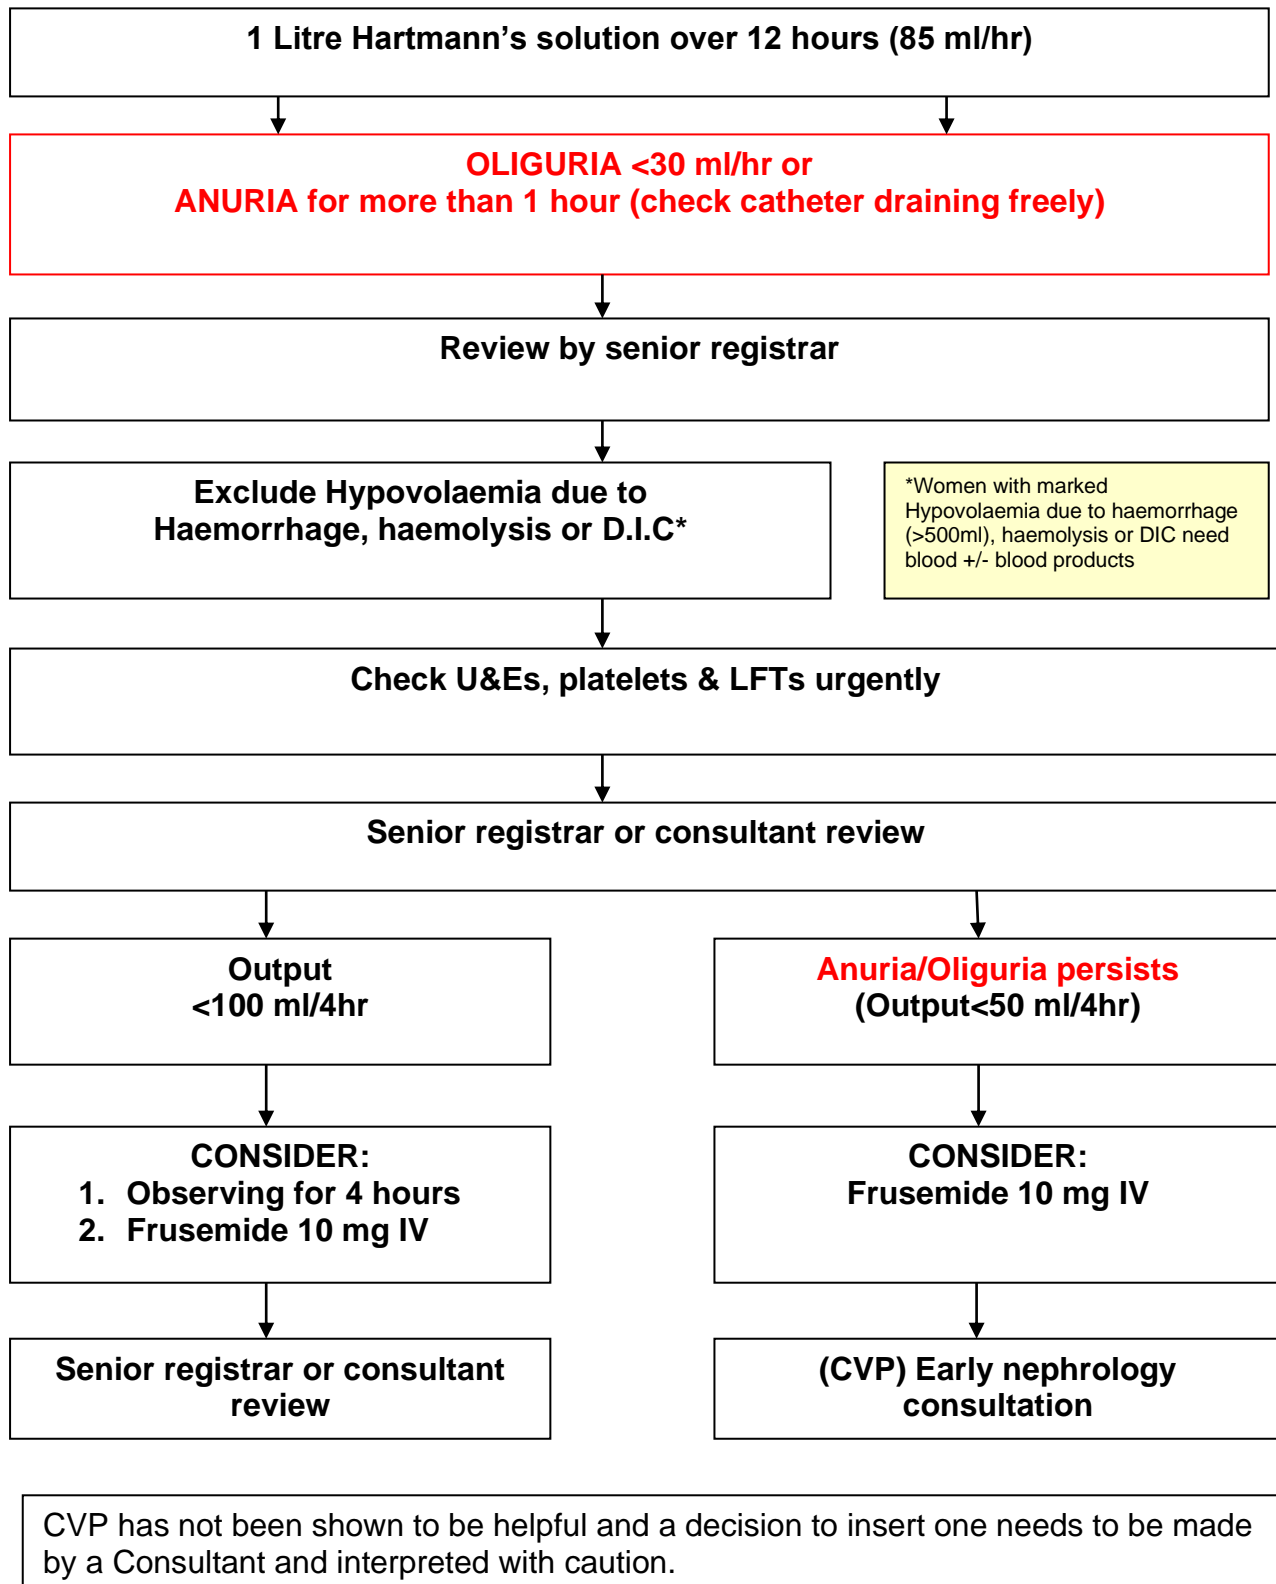 1 Litre Hartmann’s solution over 12 hours (85 ml/hr)
OLIGURIA <30 ml/hr or
ANURIA for more than 1 hour (check catheter draining freely)
Review by senior registrar
Exclude Hypovolaemia due to
Haemorrhage, haemolysis or D.I.C*
*Women with marked
Hypovolaemia due to haemorrhage
(>500ml), haemolysis or DIC need
blood +/- blood products
Check U&Es, platelets & LFTs urgently
Senior registrar or consultant review
Output
<100 ml/4hr
Anuria/Oliguria persists
(Output<50 ml/4hr)
CONSIDER:
1. Observing for 4 hours
2. Frusemide 10 mg IV
CONSIDER:
Frusemide 10 mg IV
Senior registrar or consultant
review
(CVP) Early nephrology
consultation
CVP has not been shown to be helpful and a decision to insert one needs to be made
by a Consultant and interpreted with caution.